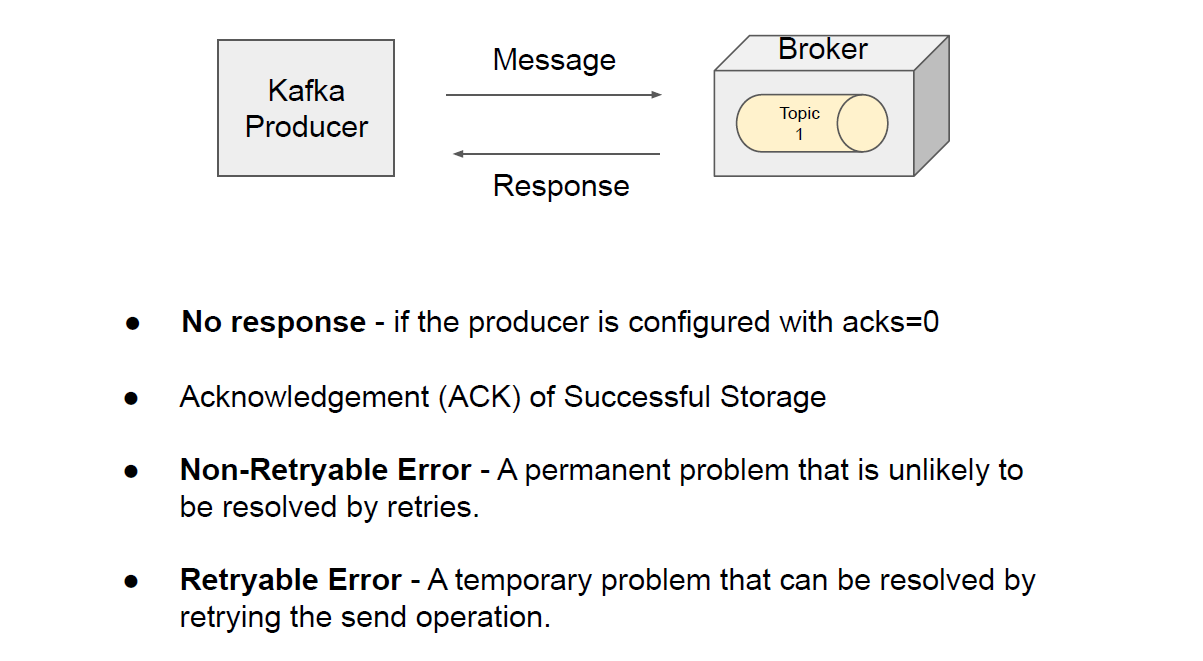 Kafka
Producer
Message
Response
Broker
Topic
1
● No response - if the producer is configured with acks=0
● Acknowledgement (ACK) of Successful Storage
● Non-Retryable Error - A permanent problem that is unlikely to
be resolved by retries.
● Retryable Error - A temporary problem that can be resolved by
retrying the send operation.